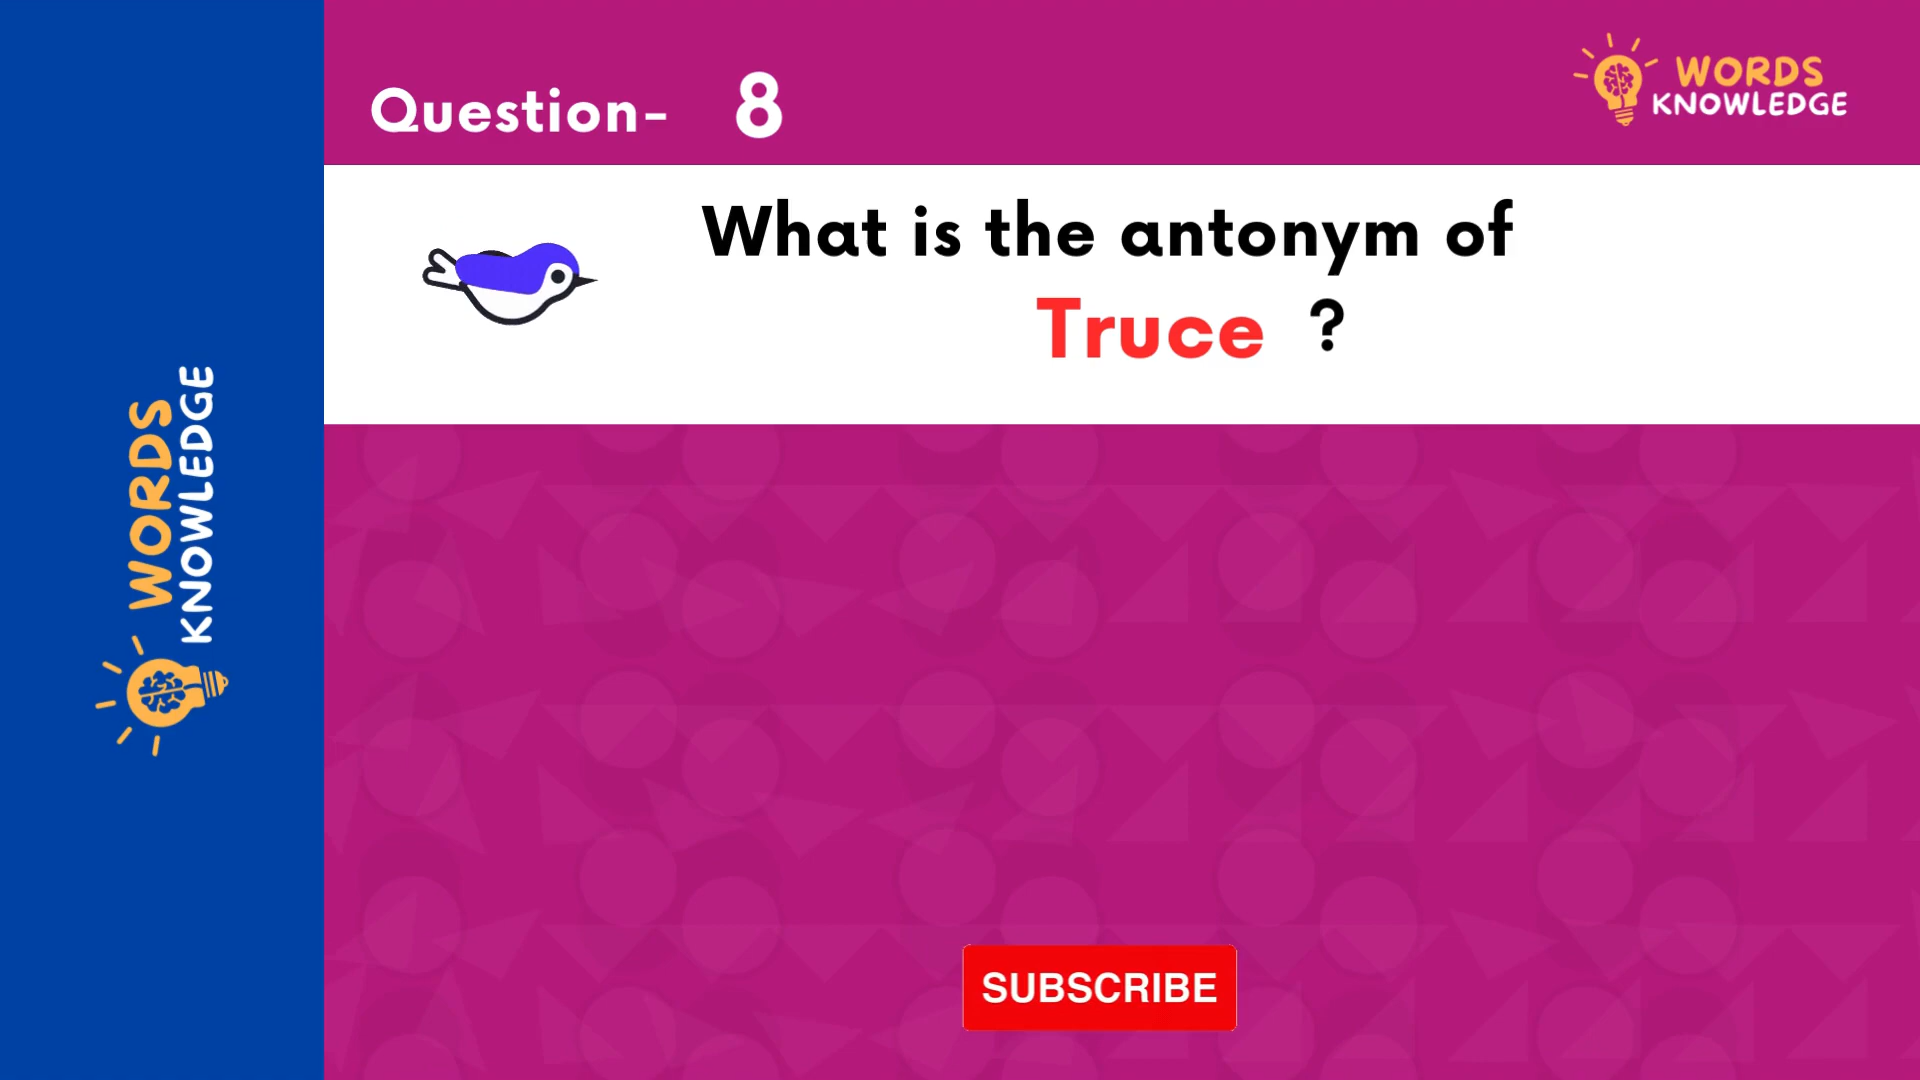 Question- 8
WORDS
KNOWLEDGE
What is the antonym of
Truce ?
WORDS
KNOWLEDGE
SUBSCRIBE